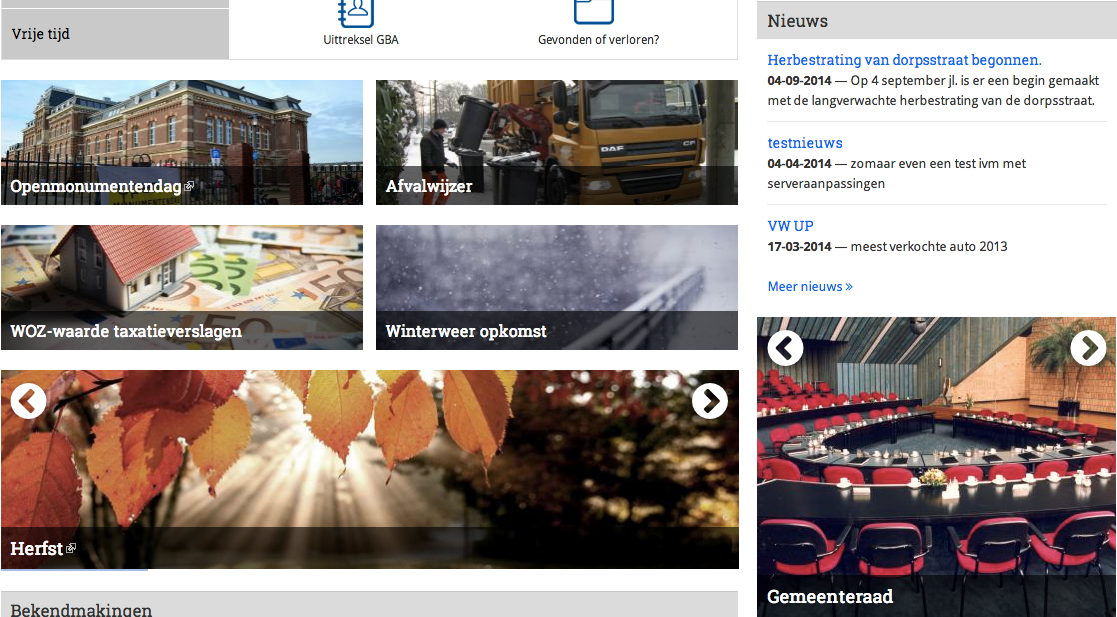 Vrije tijd
Uittreksel GBA
Gevonden of verloren?
Openmonumentendag
Afvalwijzer
DAF
CF
WOZ-waarde taxatieverslagen
Winterweer opkomst
Herfst
Bekendmakingen
Nieuws
Herbestrating van dorpsstraat begonnen.
04-09-2014 — Op 4 september jl. is er een begin gemaakt
met de langverwachte herbestrating van de dorpsstraat.
testnieuws
04-04-2014 — zomaar even een test ivm met
serveraanpassingen
VW UP
17-03-2014 — meest verkochte auto 2013
Meer nieuws »
Gemeenteraad